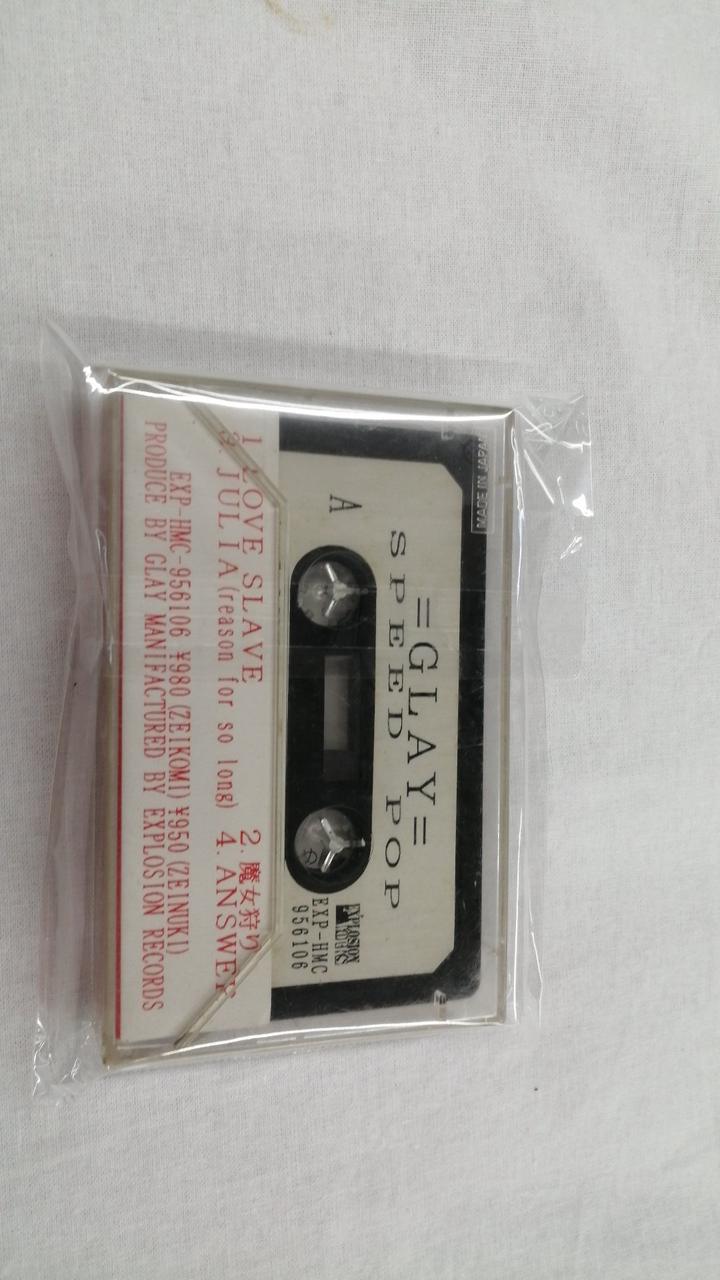 MADE IN JAPAN
=GLAY=
SPEED POP
A
EXPLOSION
RECORDS
EXP-HMC
956106
1. LOVE SLAVE 2. 魔女狩り
3. JULIA(reason for so long) 4. ANSWER
EXP-HMC-956106 ¥980(ZEIKOMI)¥950(ZEINUKI)
PRODUCE BY GLAY MANIFACTURED BY EXPLOSION RECORDS